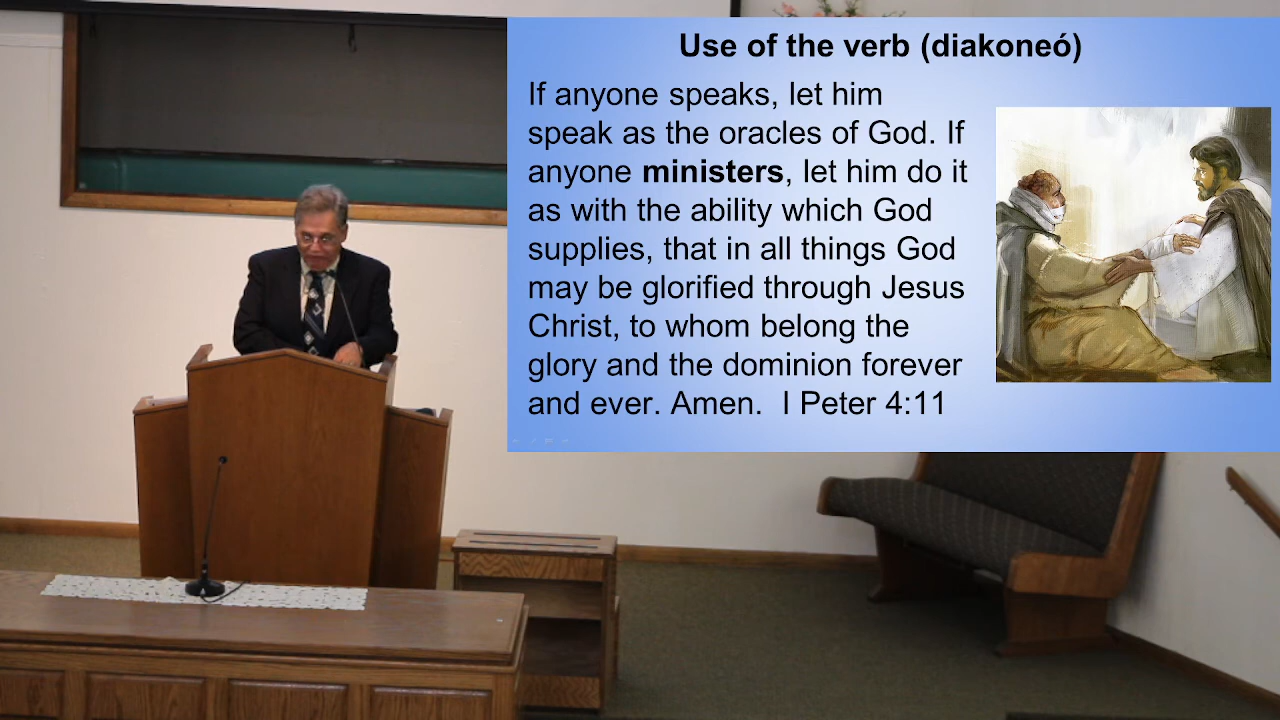 Use of the verb (diakoneó)
If anyone speaks, let him
speak as the oracles of God. If
anyone ministers, let him do it
as with the ability which God
supplies, that in all things God
may be glorified through Jesus
Christ, to whom belong the
glory and the dominion forever
and ever. Amen.  I Peter 4:11